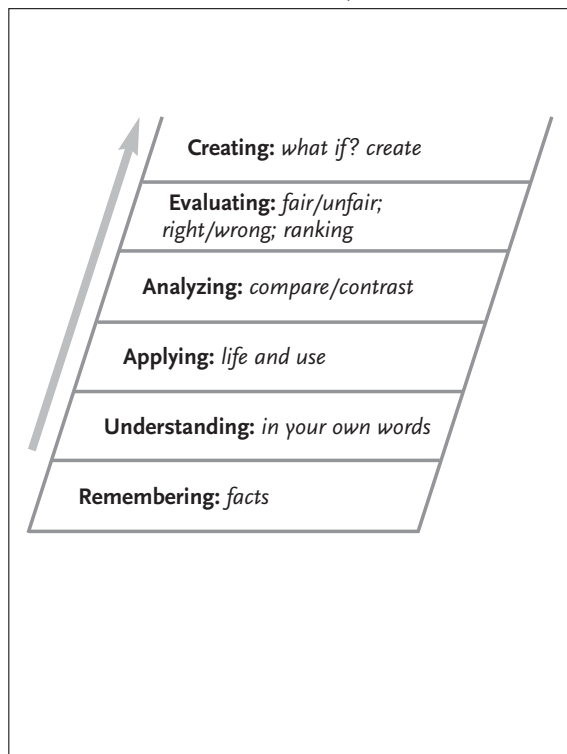 Creating: what if? create
Evaluating: fair/unfair;
right/wrong; ranking
Analyzing: compare/contrast
Applying: life and use
Understanding: in your own words
Remembering: facts